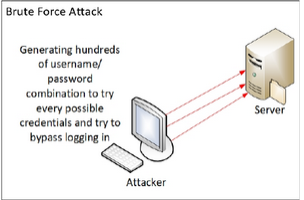 Brute Force Attack
Generating hundreds
of username/
password
combination to try
every possible
credentials and try to
bypass logging in
Server
Attacker